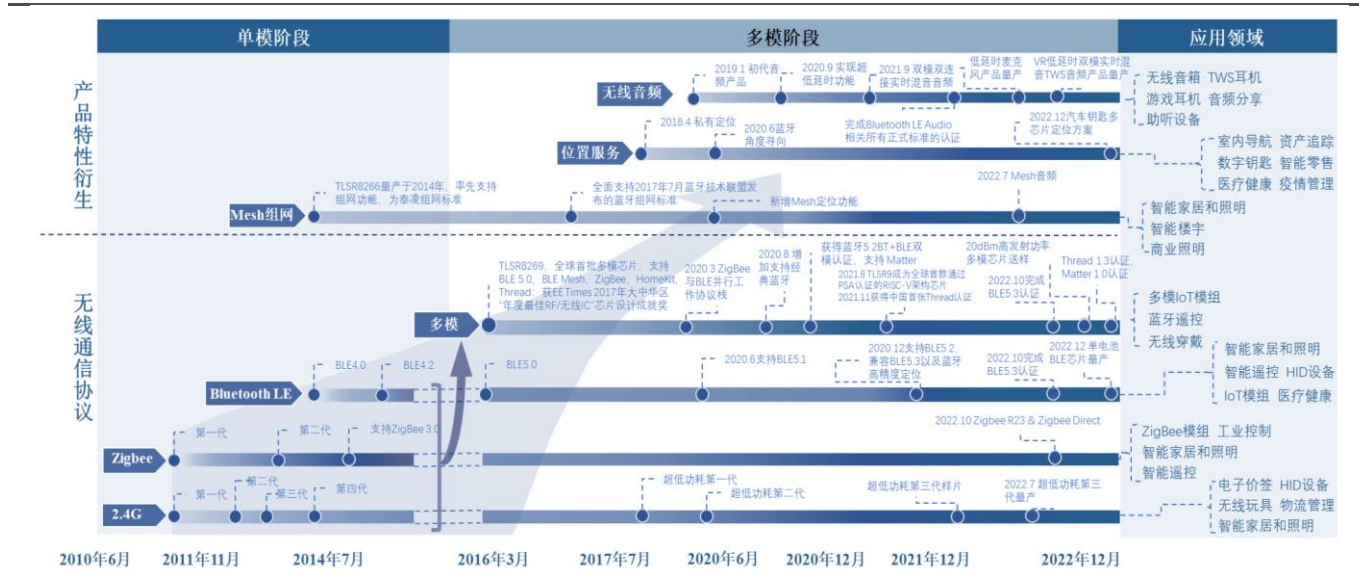 单模阶段
多模阶段
应用领域
产品特性衍生
无线音频
2019.1 初代音
频产品
2020.9 实现超
低延时功能
2021.9 双模双连
接实时混音音频
低延时麦克
风产品量产
VR低延时双模实时混
音TWS音频产品量产
无线音箱 TWS耳机
游戏耳机 音频分享
助听设备
位置服务
2018.4 私有定位
2020.6蓝牙
角度寻向
完成Bluetooth LE Audio
相关所有正式标准的认证
2022.12汽车钥匙多
芯片定位方案
室内导航 资产追踪
数字钥匙 智能零售
医疗健康 疫情管理
Mesh组网
TLSR8266量产于2014年，率先支持
组网功能，为泰凌组网标准
全面支持2017年7月蓝牙技术联盟发
布的蓝牙组网标准
新增Mesh定位功能
2022.7 Mesh音频
智能家居和照明
智能楼宇
商业照明
无线通信协议
多模
TLSR8269，全球首批多模芯片，支持
BLE 5.0，BLE Mesh、ZigBee、HomeKit、
Thread；获EETimes 2017年大中华区
“年度最佳RF/无线IC”芯片设计成就奖
2020.3 ZigBee
与BLE并行工
作协议栈
2020.8 增
加支持经
典蓝牙
获得蓝牙5.2BT+BLE双
模认证，支持 Matter
2021.8 TLSR9成为全球首款通过
PSA认证的RISC-V架构芯片
2021.11获得中国首张Thread认证
20dBm高发射功率
多模芯片送样
2022.10完成
BLE5.3认证
Thread 1.3认证，
Matter 1.0认证
多模IoT模组
蓝牙遥控
无线穿戴
Bluetooth LE
BLE4.0
BLE4.2
BLE5.0
2020.6支持BLE5.1
2020.12支持BLE5.2，
兼容BLE5.3以及蓝牙
高精度定位
2022.10完成
BLE5.3认证
2022.12 单电池
BLE芯片量产
智能家居和照明
智能遥控 HID设备
IoT模组 医疗健康
Zigbee
第一代
第二代
支持ZigBee 3.0
2022.10 Zigbee R23 & Zigbee Direct
ZigBee模组 工业控制
智能家居和照明
智能遥控
2.4G
第一代
第二代
第三代
第四代
超低功耗第一代
超低功耗第二代
超低功耗第三代样片
2022.7 超低功耗第三
代量产
电子价签 HID设备
无线玩具 物流管理
智能家居和照明
2010年6月
2011年11月
2014年7月
2016年3月
2017年7月
2020年6月
2020年12月
2021年12月
2022年12月